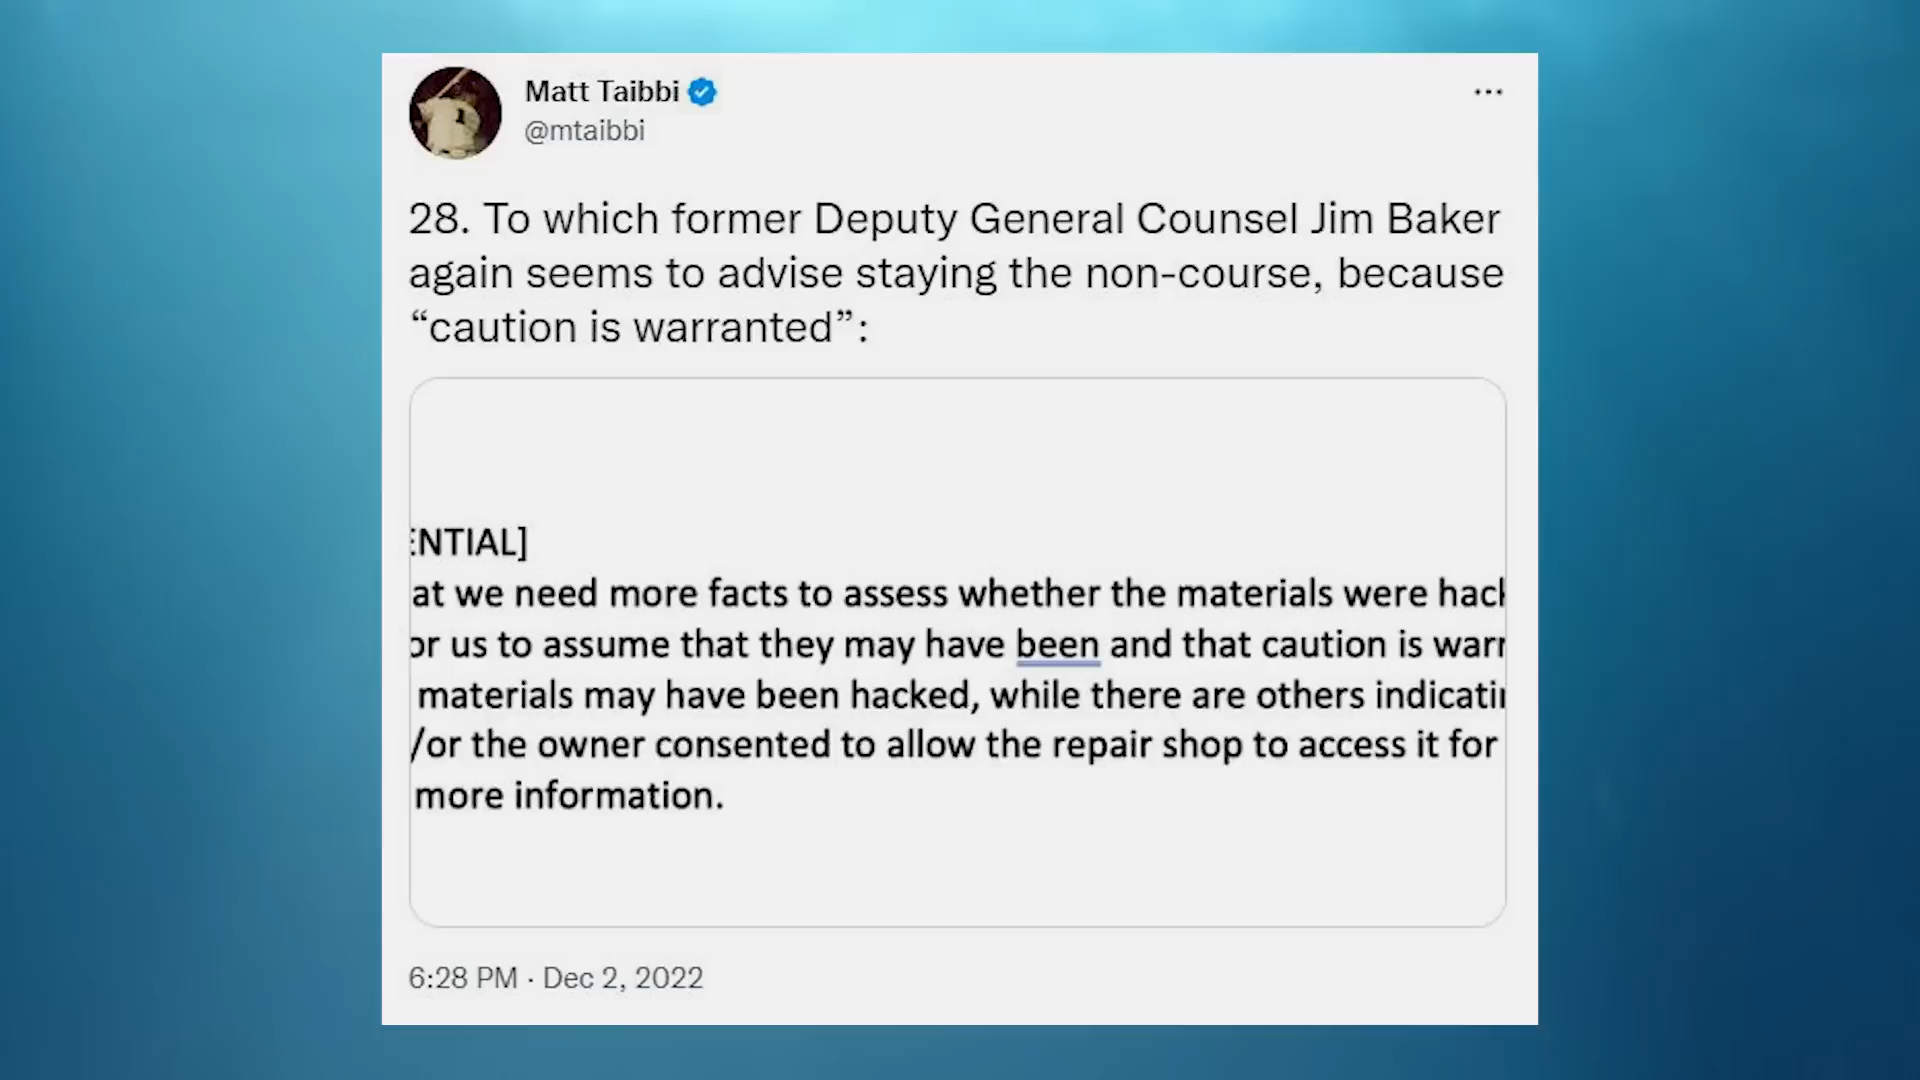 Matt Taibbi
@mtaibbi
28. To which former Deputy General Counsel Jim Baker
again seems to advise staying the non-course, because
“caution is warranted”:
ENTIAL]
at we need more facts to assess whether the materials were hack
or us to assume that they may have been and that caution is warr
materials may have been hacked, while there are others indicatin
/or the owner consented to allow the repair shop to access it for
more information.
6:28 PM · Dec 2, 2022